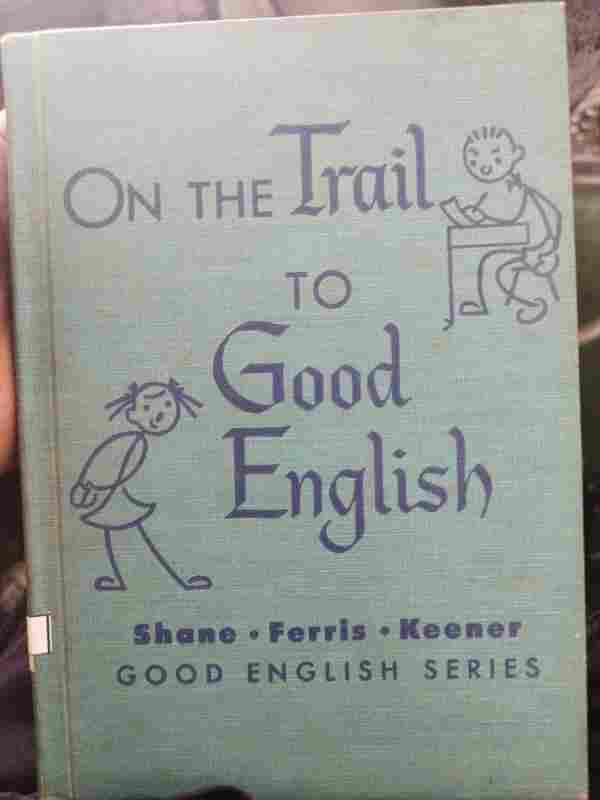 On the Trail
to
Good
English
Shane • Ferris • Keener
GOOD ENGLISH SERIES